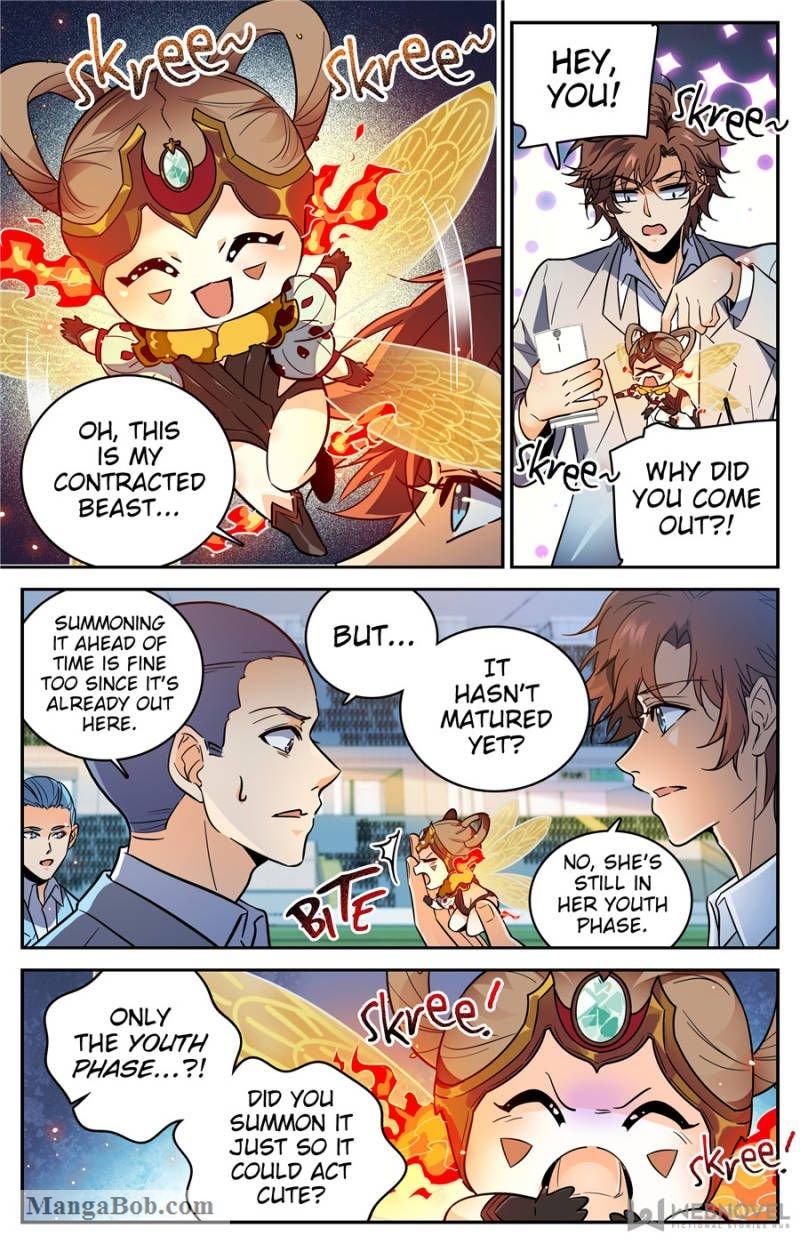 skree~
skree~
OH, THIS
IS MY
CONTRACTED
BEAST...
HEY,
YOU!
skree~
skree~
WHY DID
YOU COME
OUT?!
SUMMONING
IT AHEAD OF
TIME IS FINE
TOO SINCE IT'S
ALREADY OUT
HERE.
BUT...
IT
HASN'T
MATURED
YET?
BITE
NO, SHE'S
STILL IN
HER YOUTH
PHASE.
ONLY
THE YOUTH
PHASE...?!
skree!
DID YOU
SUMMON IT
JUST SO IT
COULD ACT
CUTE?
skree!
MangaBob.com
WEBNOVEL
FICTIONAL STORIES HUB